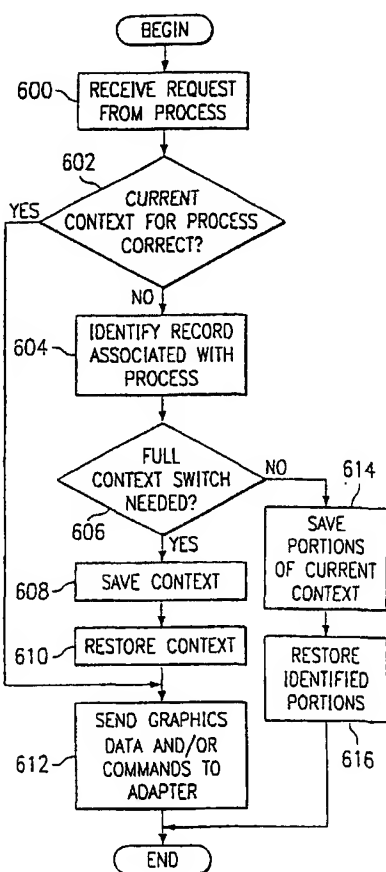 BEGIN
600
RECEIVE REQUEST
FROM PROCESS
602
YES
CURRENT
CONTEXT FOR PROCESS
CORRECT?
NO
604
IDENTIFY RECORD
ASSOCIATED WITH
PROCESS
FULL
CONTEXT SWITCH
NEEDED?
NO
606
YES
614
SAVE
PORTIONS
OF CURRENT
CONTEXT
608
SAVE CONTEXT
610
RESTORE CONTEXT
RESTORE
IDENTIFIED
PORTIONS
616
612
SEND GRAPHICS
DATA AND/OR
COMMANDS TO
ADAPTER
END